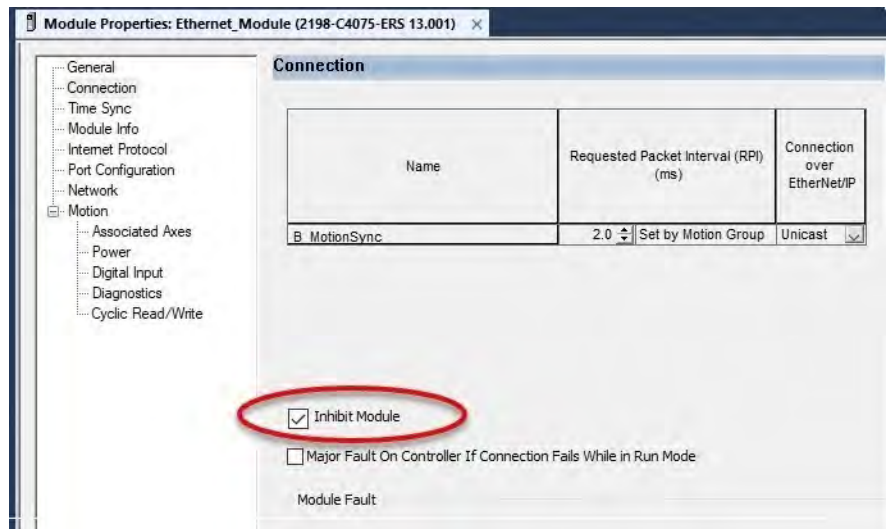 Module Properties: Ethernet_Module (2198-C4075-ERS 13.001) ×
General
Connection
Time Sync
Module Info
Internet Protocol
Port Configuration
Network
Motion
Associated Axes
Power
Digital Input
Diagnostics
Cyclic Read/Write
Connection
Name
Requested Packet Interval (RPI)
(ms)
Connection
over
EtherNet/IP
B_MotionSync
2.0 Set by Motion Group
Unicast
Inhibit Module
Major Fault On Controller If Connection Fails While in Run Mode
Module Fault